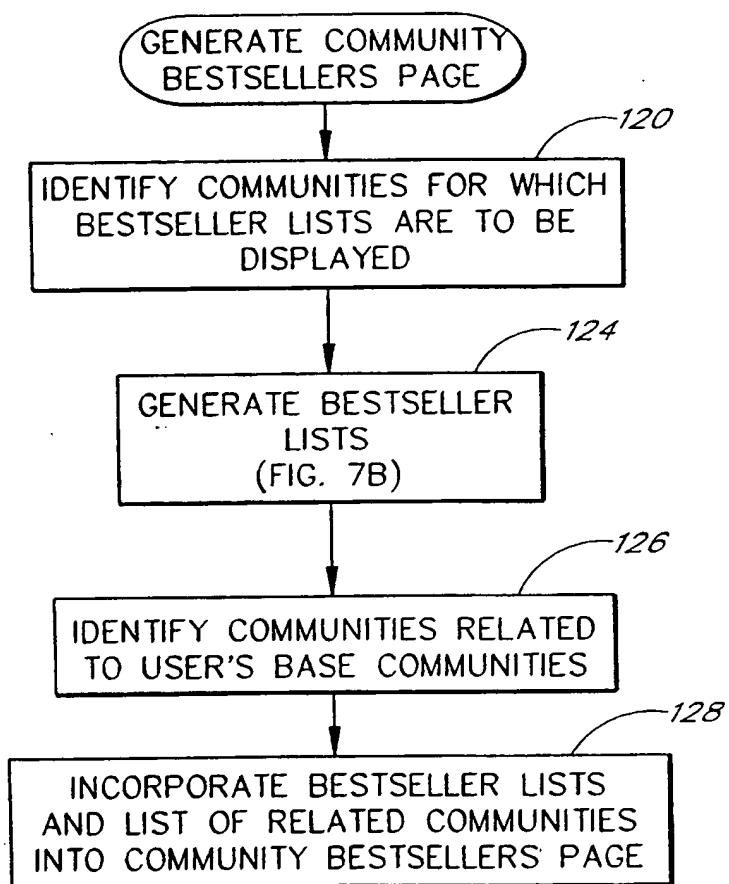 GENERATE COMMUNITY
BESTSELLERS PAGE
120
IDENTIFY COMMUNITIES FOR WHICH
BESTSELLER LISTS ARE TO BE
DISPLAYED
124
GENERATE BESTSELLER
LISTS
(FIG. 7B)
126
IDENTIFY COMMUNITIES RELATED
TO USER'S BASE COMMUNITIES
128
INCORPORATE BESTSELLER LISTS
AND LIST OF RELATED COMMUNITIES
INTO COMMUNITY BESTSELLERS PAGE